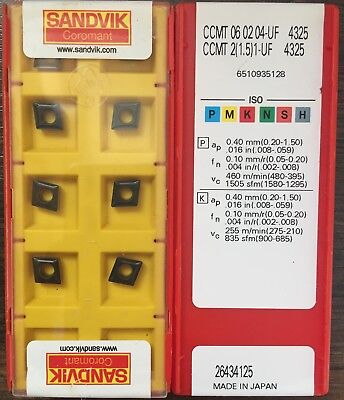 SANDVIK
Coromant
www.sandvik.com
www.sandvik.com
SANDVIK
Coromant
CCMT 06 02 04-UF 4325
CCMT 2(1.5)1-UF 4325
6510935128
ISO
P M K N S H
P ap 0.40 mm(0.20-1.50)
.016 in(.008-.059)
fn 0.10 mm/r(0.05-0.20)
.004 in/r(.002-.008)
vc 460 m/min(480-395)
1505 sfm(1580-1295)
K ap 0.40 mm(0.20-1.50)
.016 in(.008-.059)
fn 0.10 mm/r(0.05-0.20)
.004 in/r(.002-.008)
vc 255 m/min(275-210)
835 sfm(900-685)
26434125
MADE IN JAPAN